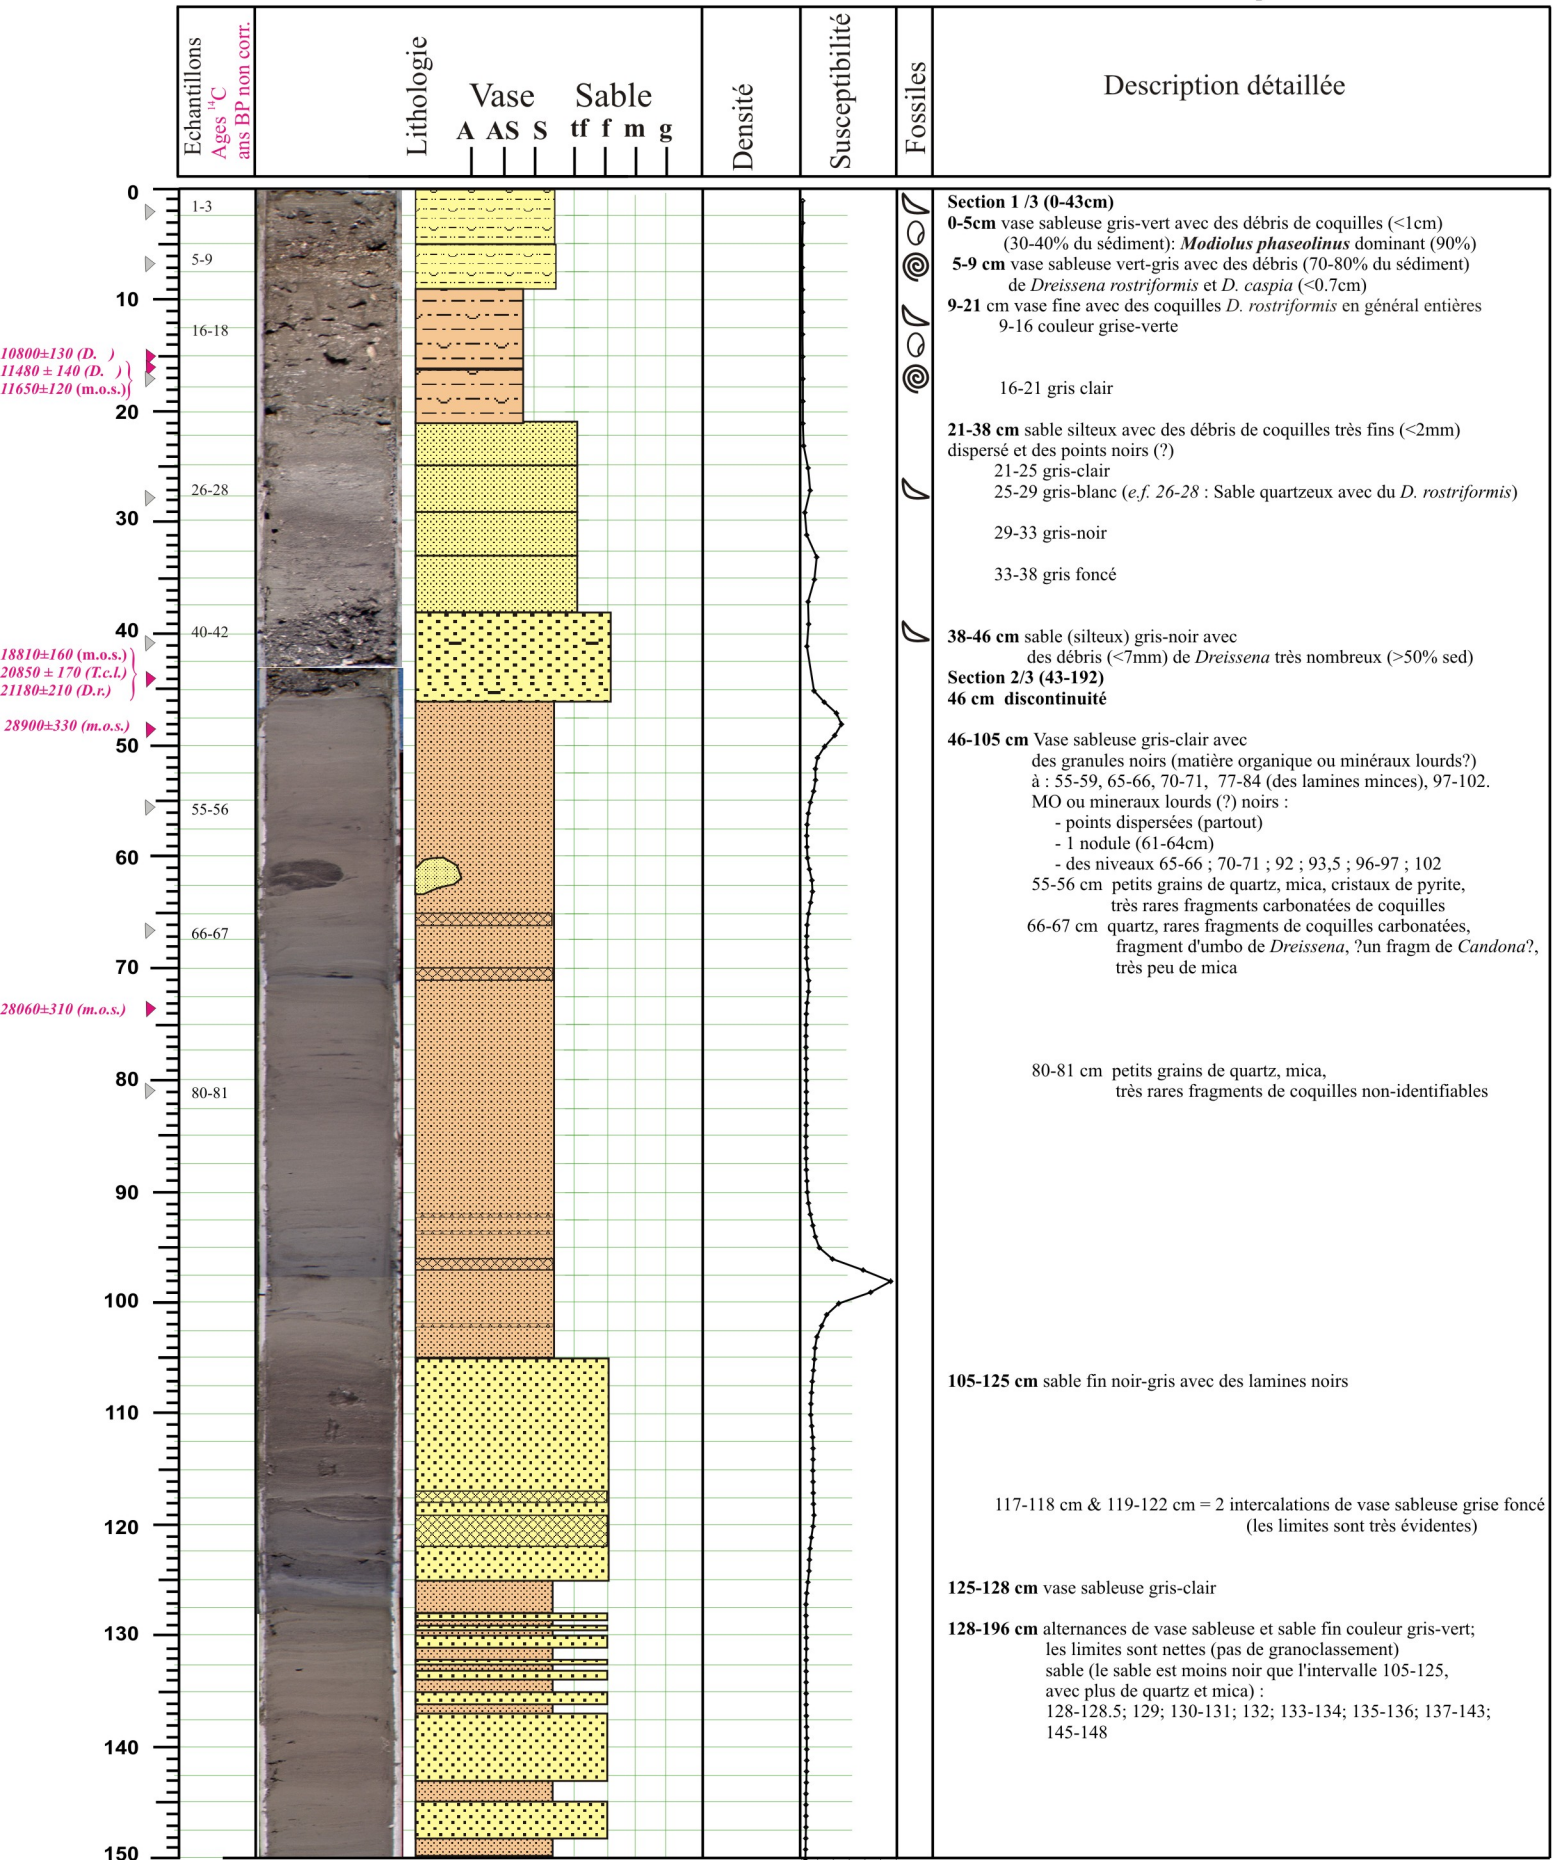 Echantillons
Ages ¹⁴C
ans BP non corr.
Lithologie
Vase
Sable
A AS S tf f m g
Densité
Susceptibilité
Fossiles
Description détaillée
0
10
20
30
40
50
60
70
80
90
100
110
120
130
140
150
1-3
5-9
16-18
26-28
40-42
55-56
66-67
80-81
10800±130 (D. )
11480 ± 140 (D. )
11650±120 (m.o.s.)
18810±160 (m.o.s.)
20850 ± 170 (T.c.l.)
21180±210 (D.r.)
28900±330 (m.o.s.)
28060±310 (m.o.s.)
Section 1 /3 (0-43cm)
0-5cm vase sableuse gris-vert avec des débris de coquilles (<1cm)
(30-40% du sédiment): Modiolus phaseolinus dominant (90%)
5-9 cm vase sableuse vert-gris avec des débris (70-80% du sédiment)
de Dreissena rostriformis et D. caspia (<0.7cm)
9-21 cm vase fine avec des coquilles D. rostriformis en général entières
9-16 couleur grise-verte
16-21 gris clair
21-38 cm sable silteux avec des débris de coquilles très fins (<2mm)
dispersé et des points noirs (?)
21-25 gris-clair
25-29 gris-blanc (e.f. 26-28 : Sable quartzeux avec du D. rostriformis)
29-33 gris-noir
33-38 gris foncé
38-46 cm sable (silteux) gris-noir avec
des débris (<7mm) de Dreissena très nombreux (>50% sed)
Section 2/3 (43-192)
46 cm discontinuité
46-105 cm Vase sableuse gris-clair avec
des granules noirs (matière organique ou minéraux lourds?)
à : 55-59, 65-66, 70-71, 77-84 (des lamines minces), 97-102.
MO ou mineraux lourds (?) noirs :
- points dispersées (partout)
- 1 nodule (61-64cm)
- des niveaux 65-66 ; 70-71 ; 92 ; 93,5 ; 96-97 ; 102
55-56 cm petits grains de quartz, mica, cristaux de pyrite,
très rares fragments carbonatées de coquilles
66-67 cm quartz, rares fragments de coquilles carbonatées,
fragment d'umbo de Dreissena, ?un fragm de Candona?,
très peu de mica
80-81 cm petits grains de quartz, mica,
très rares fragments de coquilles non-identifiables
105-125 cm sable fin noir-gris avec des lamines noirs
117-118 cm & 119-122 cm = 2 intercalations de vase sableuse grise foncé
(les limites sont très évidentes)
125-128 cm vase sableuse gris-clair
128-196 cm alternances de vase sableuse et sable fin couleur gris-vert;
les limites sont nettes (pas de granoclassement)
sable (le sable est moins noir que l'intervalle 105-125,
avec plus de quartz et mica) :
128-128.5; 129; 130-131; 132; 133-134; 135-136; 137-143;
145-148